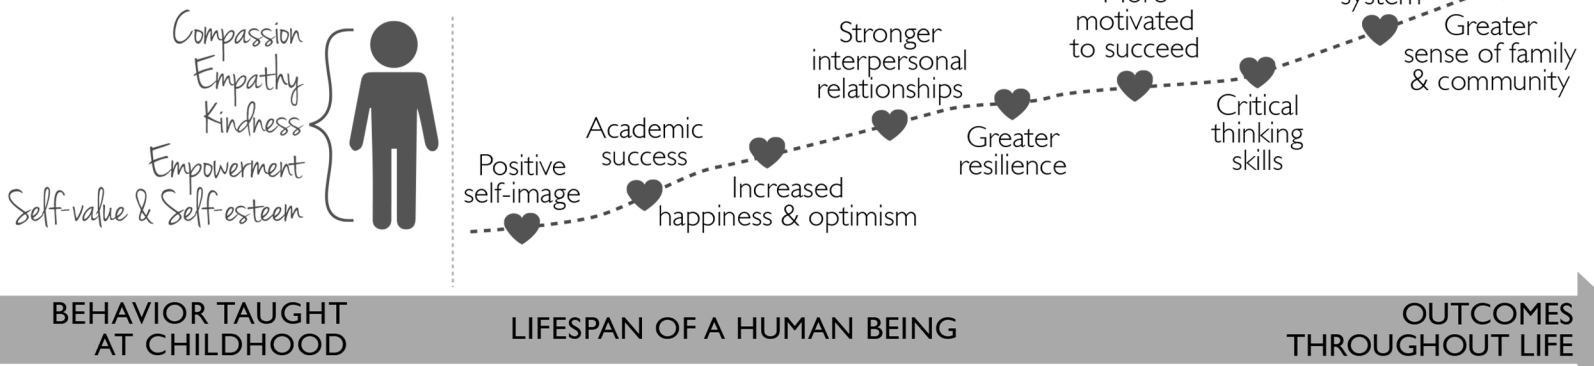 Compassion
Empathy
Kindness
Empowerment
Self-value & Self-esteem
Positive
self-image
Academic
success
Increased
happiness & optimism
Stronger
interpersonal
relationships
Greater
resilience
motivated
to succeed
Critical
thinking
skills
system
Greater
sense of family
& community
BEHAVIOR TAUGHT
AT CHILDHOOD
LIFESPAN OF A HUMAN BEING
OUTCOMES
THROUGHOUT LIFE